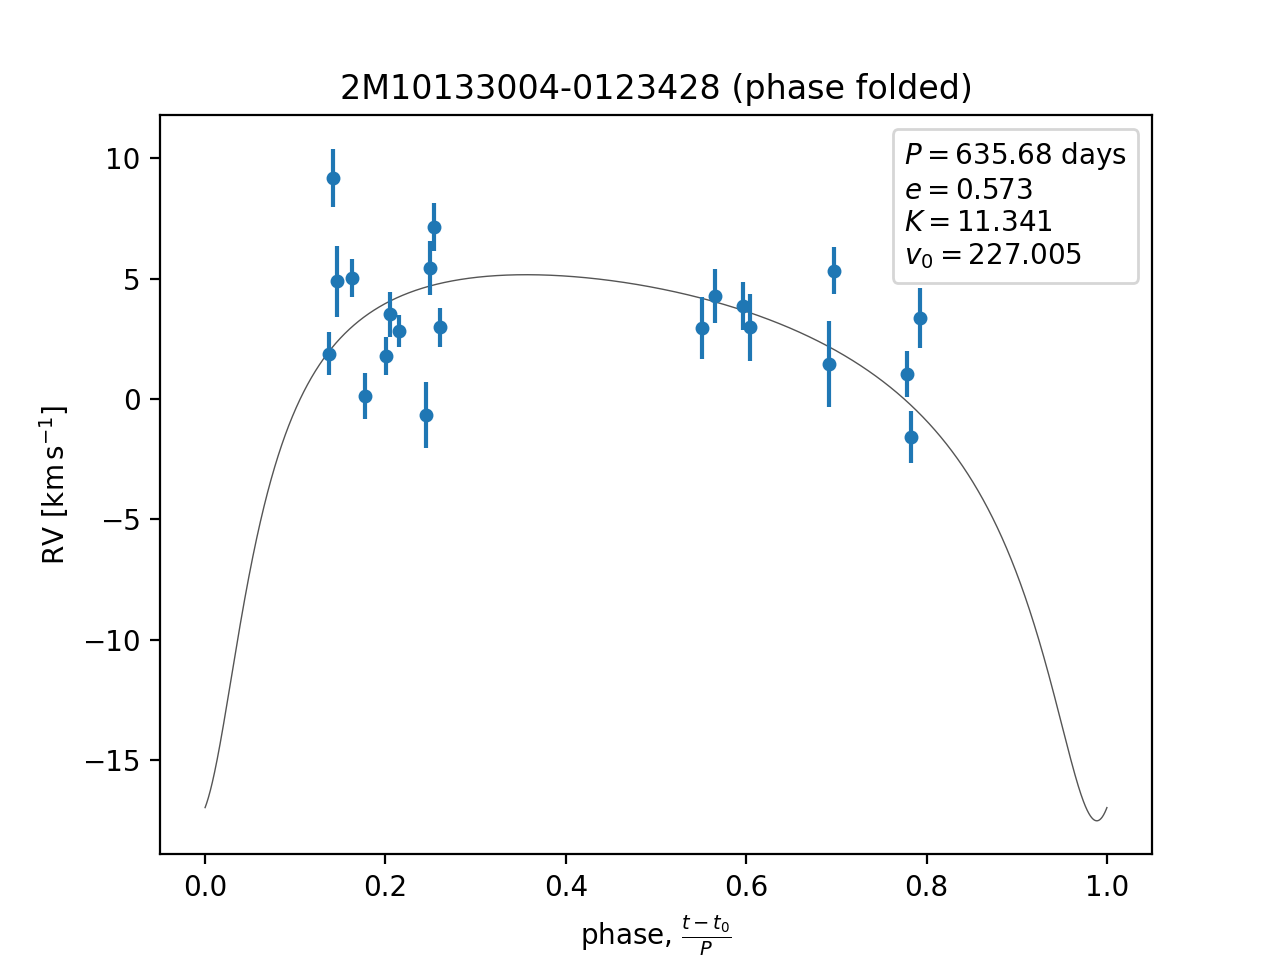 2M10133004-0123428 (phase folded)
P = 635.68 days
e = 0.573
K = 11.341
v₀ = 227.005
10
5
0
−5
−10
−15
RV [km s⁻¹]
0.0 0.2 0.4 0.6 0.8 1.0
phase, (t − t₀)/P